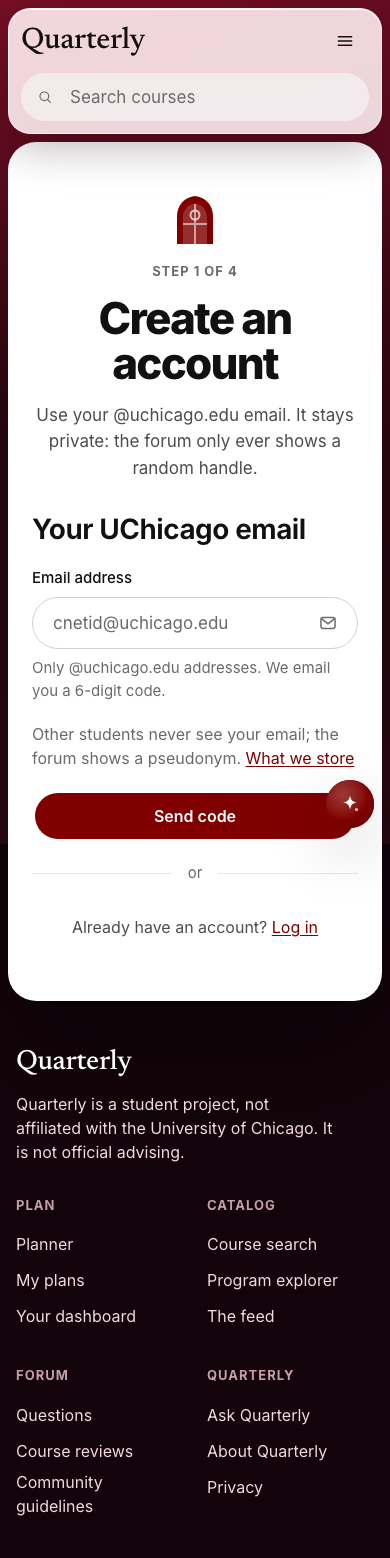 Quarterly
Search courses
STEP 1 OF 4
Create an
account
Use your @uchicago.edu email. It stays
private: the forum only ever shows a
random handle.
Your UChicago email
Email address
cnetid@uchicago.edu
Only @uchicago.edu addresses. We email
you a 6-digit code.
Other students never see your email; the
forum shows a pseudonym. What we store
Send code
or
Already have an account? Log in
Quarterly
Quarterly is a student project, not
affiliated with the University of Chicago. It
is not official advising.
PLAN
Planner
My plans
Your dashboard
CATALOG
Course search
Program explorer
The feed
FORUM
Questions
Course reviews
Community
guidelines
QUARTERLY
Ask Quarterly
About Quarterly
Privacy